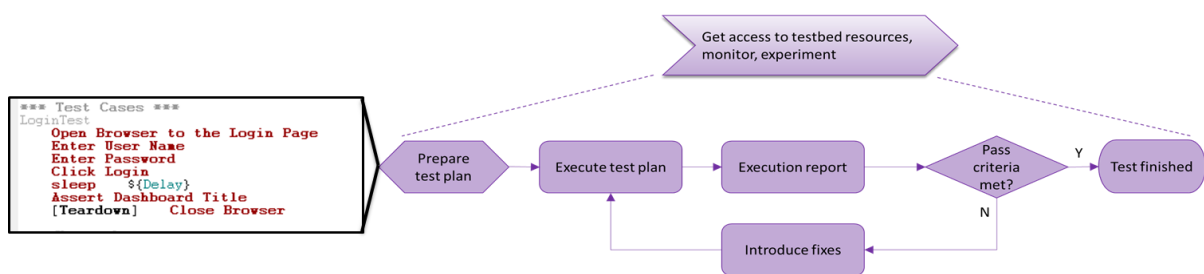 Get access to testbed resources,
monitor, experiment
*** Test Cases ***
LoginTest
Open Browser to the Login Page
Enter User Name
Enter Password
Click Login
sleep ${Delay}
Assert Dashboard Title
[Teardown] Close Browser
Prepare
test plan
Execute test plan
Execution report
Pass
criteria
met?
Y
Test finished
N
Introduce fixes